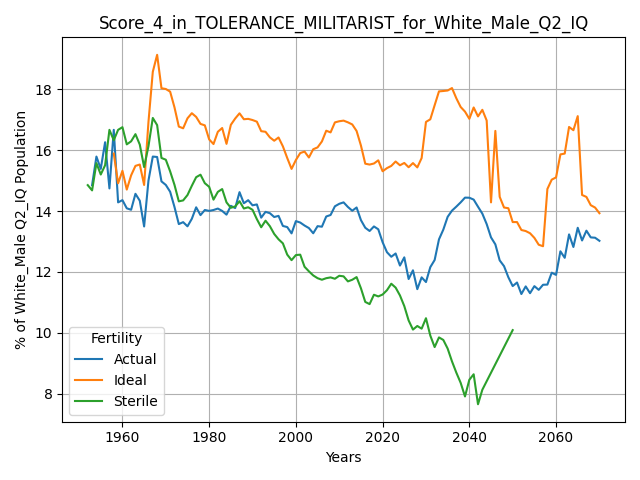 Score_4_in_TOLERANCE_MILITARIST_for_White_Male_Q2_IQ
% of White_Male Q2_IQ Population
18
16
14
12
10
8
Fertility
Actual
Ideal
Sterile
1960 1980 2000 2020 2040 2060
Years